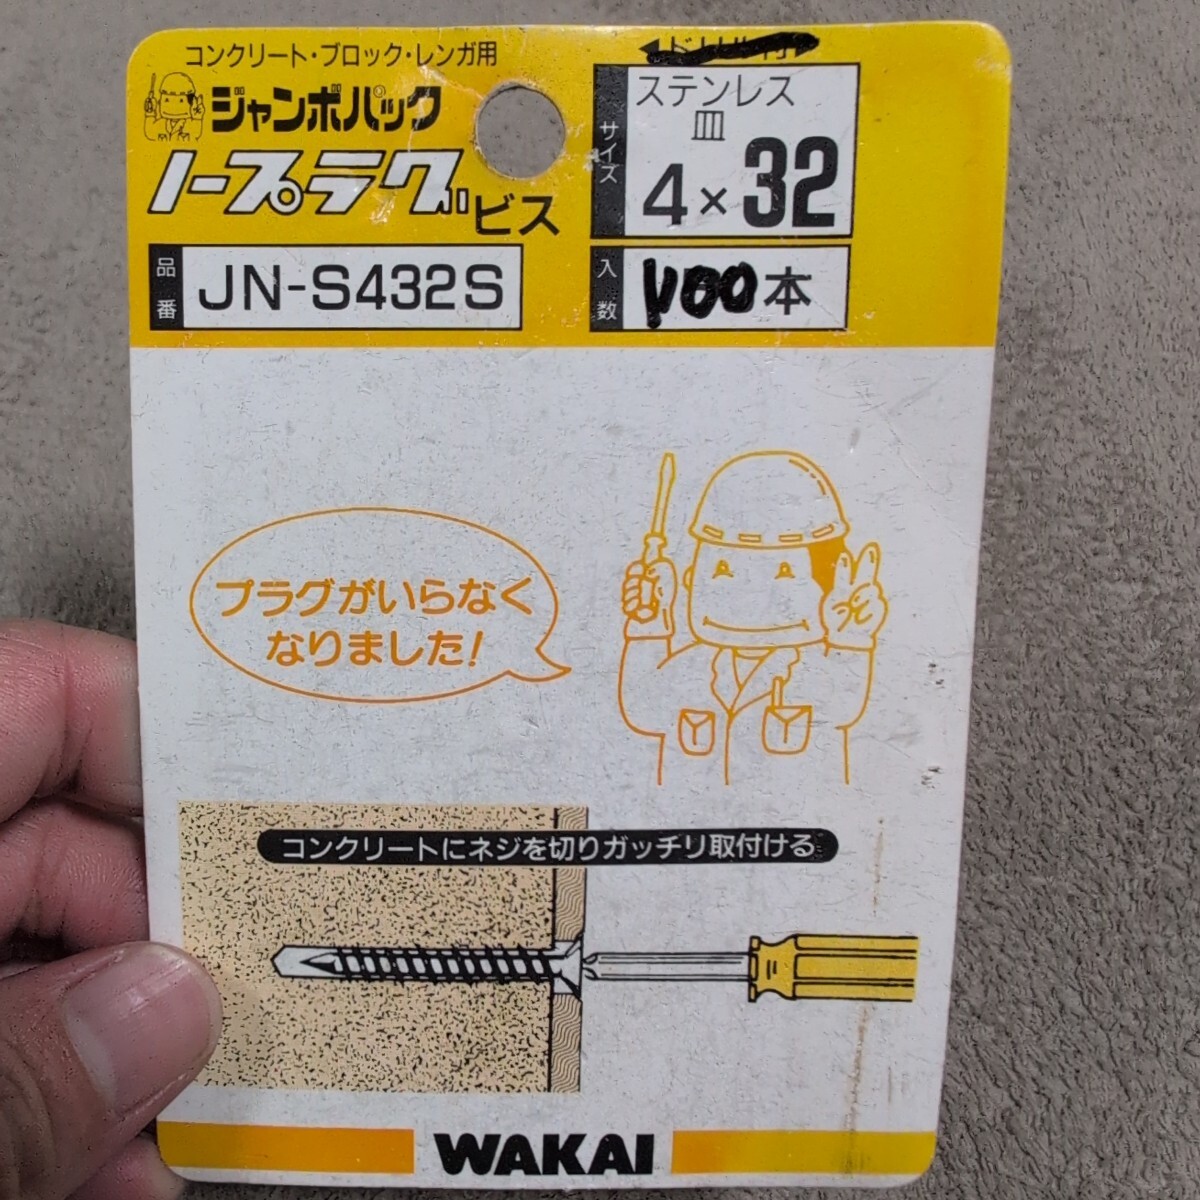 コンクリート・ブロック・レンガ用
ジャンボパック
ノープラグビス
品番 JN-S432S
サイズ
ステンレス
皿
4×32
入数 100本
プラグがいらなく
なりました!
コンクリートにネジを切りガッチリ取付ける
WAKAI